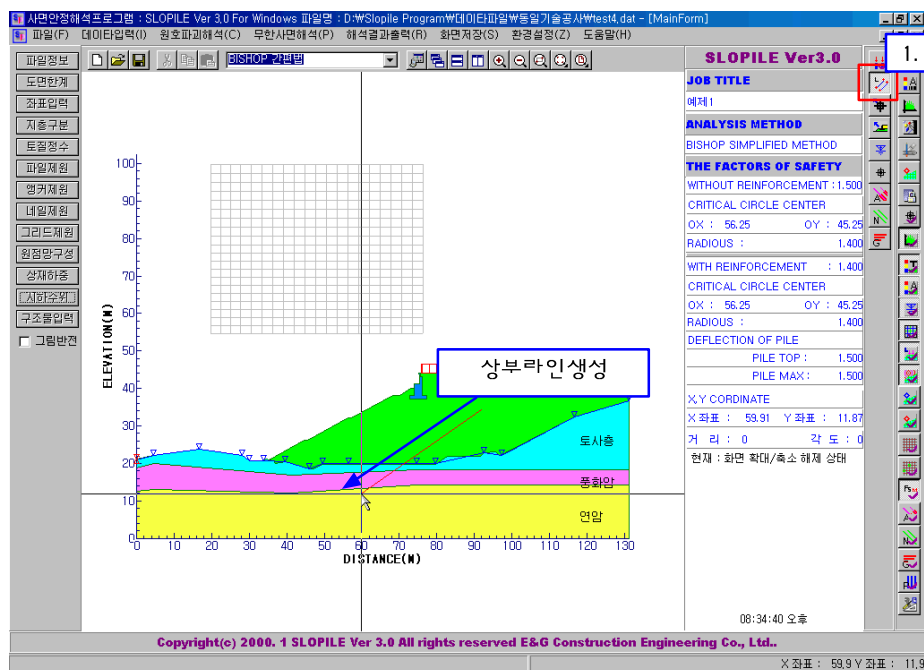 사면안정해석프로그램 : SLOPILE Ver 3,0 For Windows 파일명 : D:₩Slopile Program₩데이타파일₩동일기술공사₩test4,dat - [MainForm]
파일(F) 데이타입력(I) 원호파괴해석(C) 무한사면해석(P) 해석결과출력(R) 화면저장(S) 환경설정(Z) 도움말(H)
1.
파일정보
도면한계
좌표입력
지층구분
토질정수
파일제원
앵커제원
네일제원
그리드제원
원점망구성
상재하중
지하수위
구조물입력
그림반전
BISHOP 간편법
ELEVATION(M)
100
90
80
70
60
50
40
30
20
10
0
상부라인생성
토사층
풍화암
연암
0 10 20 30 40 50 60 70 80 90 100 110 120 130
DISTANCE(M)
SLOPILE Ver3.0
JOB TITLE
예제1
ANALYSIS METHOD
BISHOP SIMPLIFIED METHOD
THE FACTORS OF SAFETY
WITHOUT REINFORCEMENT : 1.500
CRITICAL CIRCLE CENTER
OX : 56.25 OY : 45.25
RADIOUS : 1.400
WITH REINFORCEMENT : 1.400
CRITICAL CIRCLE CENTER
OX : 56.25 OY : 45.25
RADIOUS : 1.400
DEFLECTION OF PILE
PILE TOP : 1.500
PILE MAX : 1.500
X,Y CORDINATE
X 좌표 : 59.91 Y 좌표 : 11.87
거 리 : 0 각 도 : 0
현재 : 화면 확대/축소 해제 상태
08:34:40 오후
Copyright(c) 2000. 1 SLOPILE Ver 3.0 All rights reserved E&G Construction Engineering Co., Ltd..
X 좌표 : 59,9 Y 좌표 : 11,9